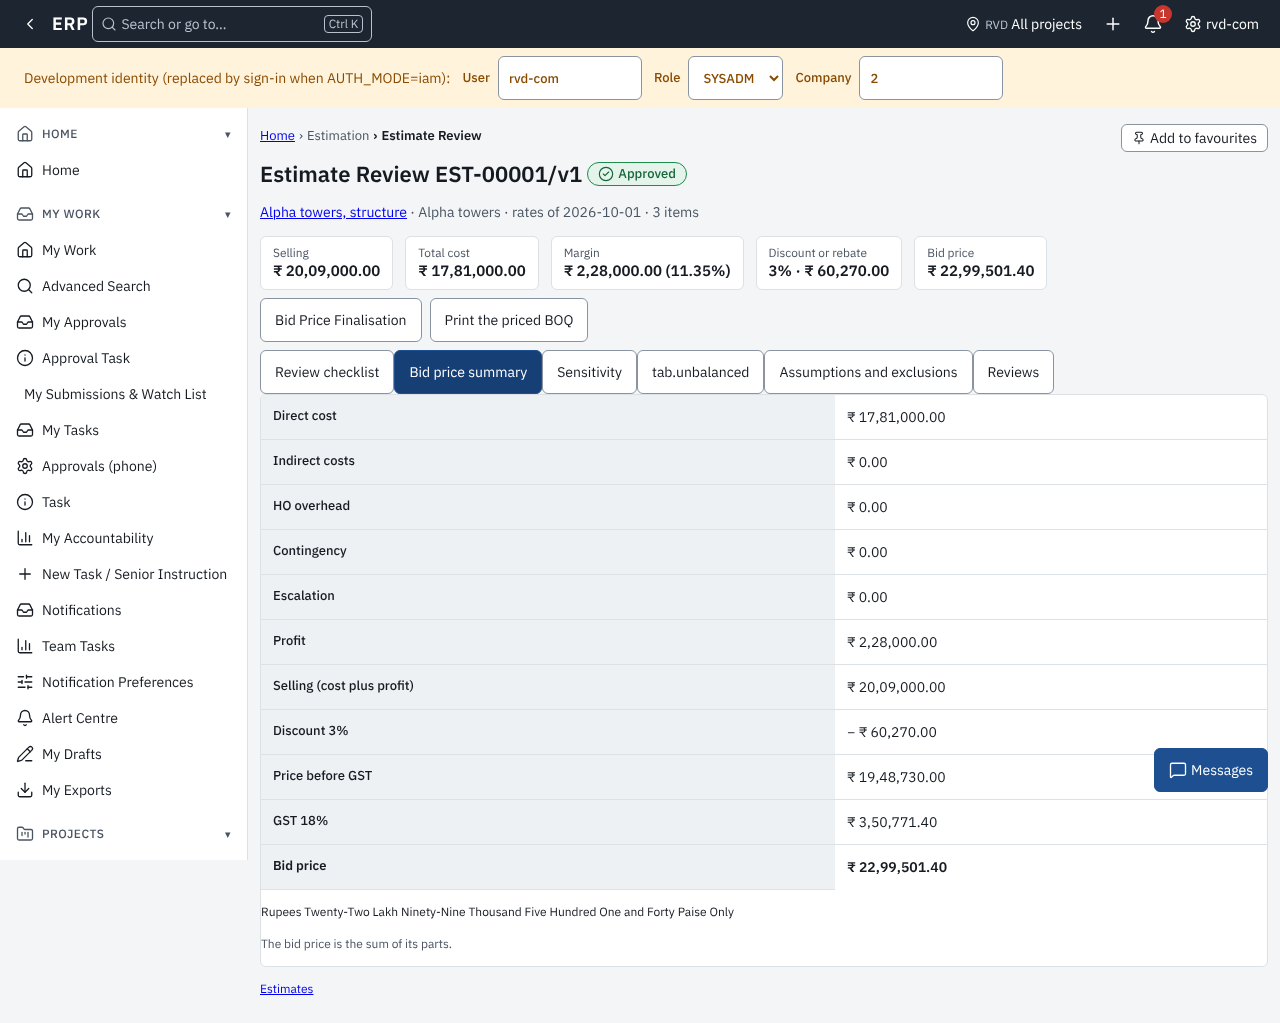 ERP Search or go to... Ctrl K RVD All projects 1 rvd-com
Development identity (replaced by sign-in when AUTH_MODE=iam): User rvd-com Role SYSADM Company 2
HOME
Home
MY WORK
My Work
Advanced Search
My Approvals
Approval Task
My Submissions & Watch List
My Tasks
Approvals (phone)
Task
My Accountability
New Task / Senior Instruction
Notifications
Team Tasks
Notification Preferences
Alert Centre
My Drafts
My Exports
PROJECTS
Home › Estimation › Estimate Review
Add to favourites
Estimate Review EST-00001/v1 Approved
Alpha towers, structure · Alpha towers · rates of 2026-10-01 · 3 items
Selling Total cost Margin Discount or rebate Bid price
₹ 20,09,000.00 ₹ 17,81,000.00 ₹ 2,28,000.00 (11.35%) 3% · ₹ 60,270.00 ₹ 22,99,501.40
Bid Price Finalisation Print the priced BOQ
Review checklist Bid price summary Sensitivity tab.unbalanced Assumptions and exclusions Reviews
Direct cost ₹ 17,81,000.00
Indirect costs ₹ 0.00
HO overhead ₹ 0.00
Contingency ₹ 0.00
Escalation ₹ 0.00
Profit ₹ 2,28,000.00
Selling (cost plus profit) ₹ 20,09,000.00
Discount 3% − ₹ 60,270.00
Price before GST ₹ 19,48,730.00
Messages
GST 18% ₹ 3,50,771.40
Bid price ₹ 22,99,501.40
Rupees Twenty-Two Lakh Ninety-Nine Thousand Five Hundred One and Forty Paise Only
The bid price is the sum of its parts.
Estimates